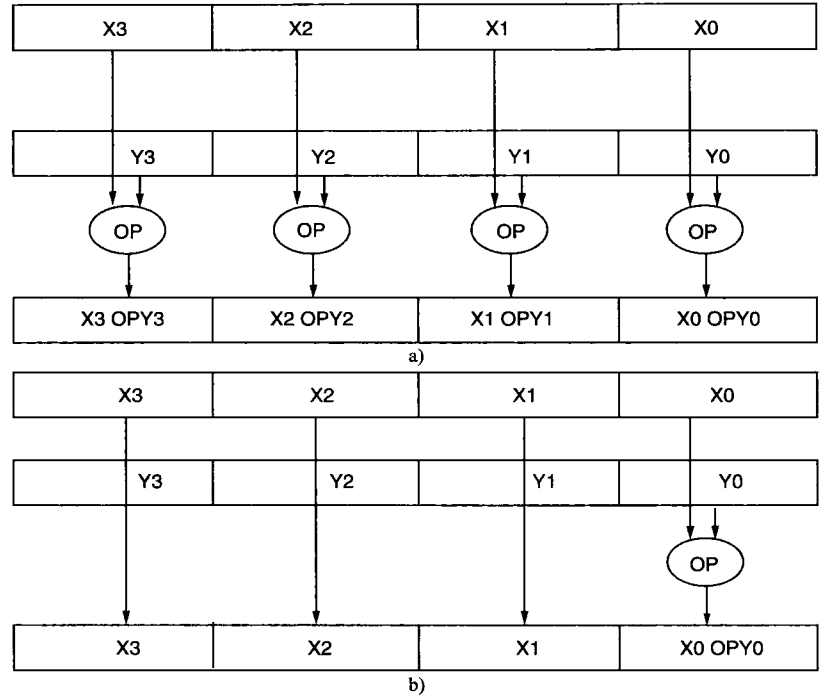 X3 X2 X1 X0
Y3 Y2 Y1 Y0
OP OP OP OP
X3 OPY3 X2 OPY2 X1 OPY1 X0 OPY0
a)
X3 X2 X1 X0
Y3 Y2 Y1 Y0
OP
X3 X2 X1 X0 OPY0
b)